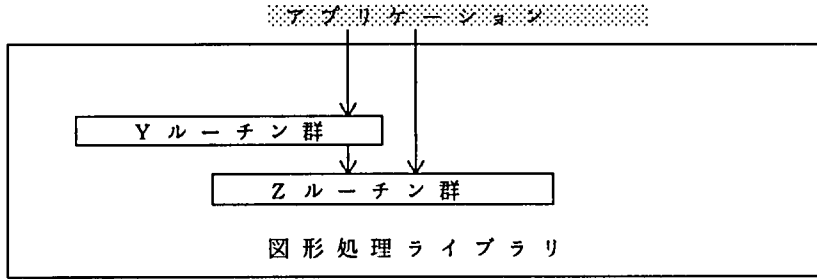 アプリケーション
Yルーチン群
Zルーチン群
図形処理ライブラリ